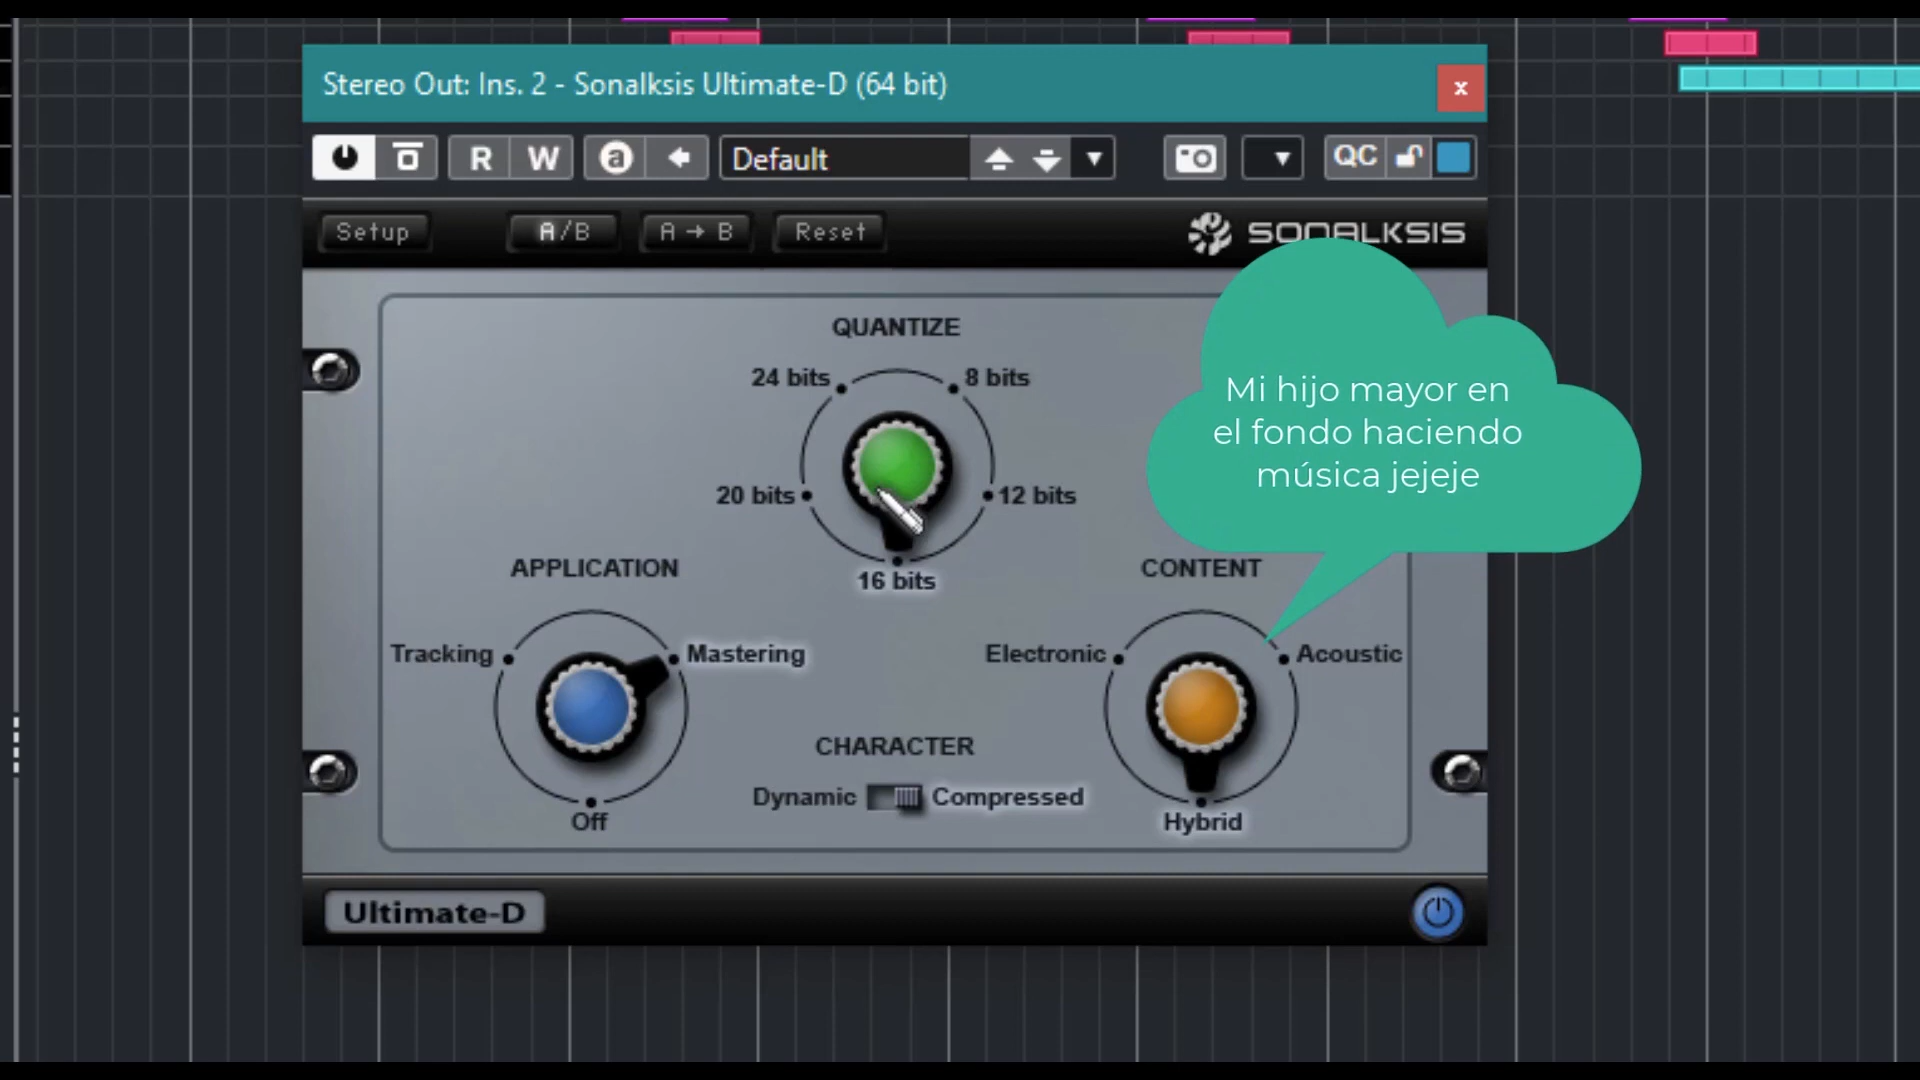 Stereo Out: Ins. 2 - Sonalksis Ultimate-D (64 bit)
x
R W a Default QC
Setup A/B A → B Reset SONALKSIS
QUANTIZE
24 bits 8 bits
20 bits 12 bits
16 bits
Mi hijo mayor en
el fondo haciendo
música jejeje
APPLICATION
Tracking Mastering
Off
CONTENT
Electronic Acoustic
Hybrid
CHARACTER
Dynamic Compressed
Ultimate-D